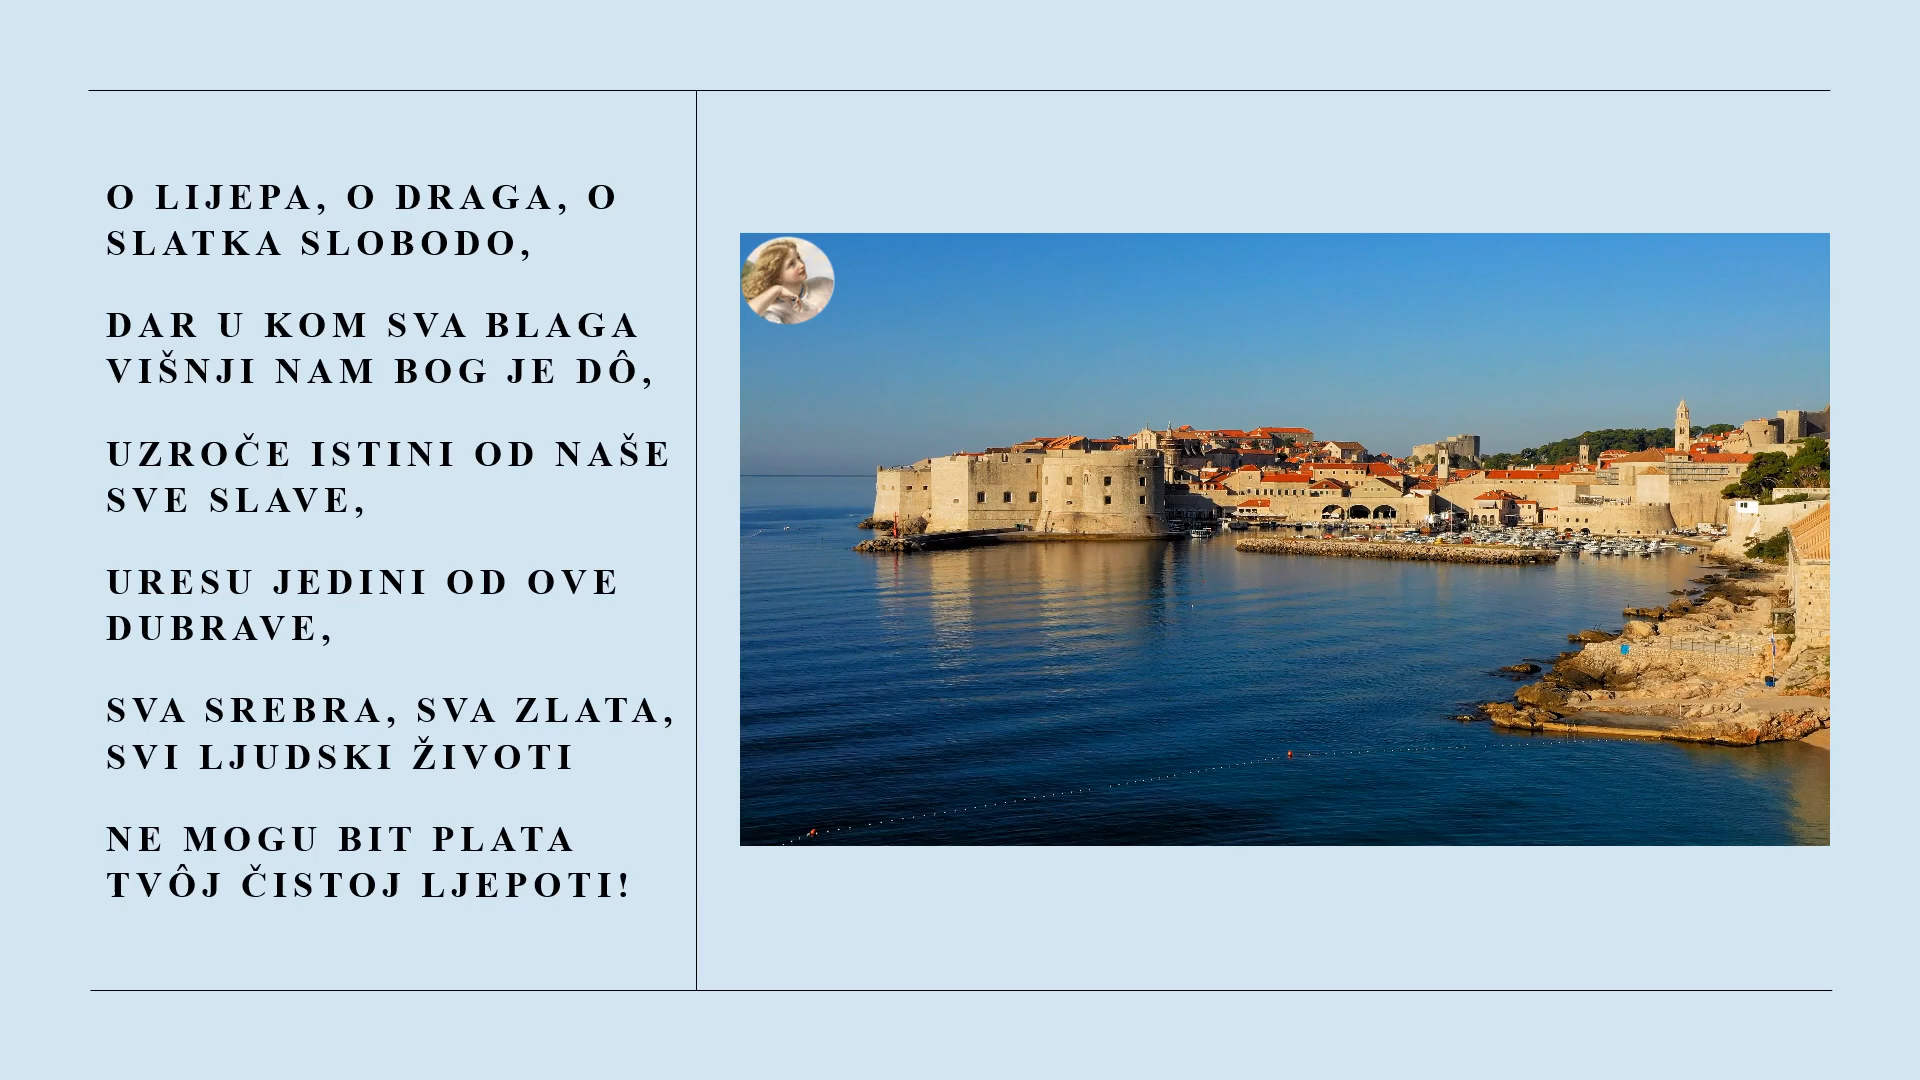 O LIJEPA, O DRAGA, O
SLATKA SLOBODO,
DAR U KOM SVA BLAGA
VIŠNJI NAM BOG JE DÔ,
UZROČE ISTINI OD NAŠE
SVE SLAVE,
URESU JEDINI OD OVE
DUBRAVE,
SVA SREBRA, SVA ZLATA,
SVI LJUDSKI ŽIVOTI
NE MOGU BIT PLATA
TVÔJ ČISTOJ LJEPOTI!